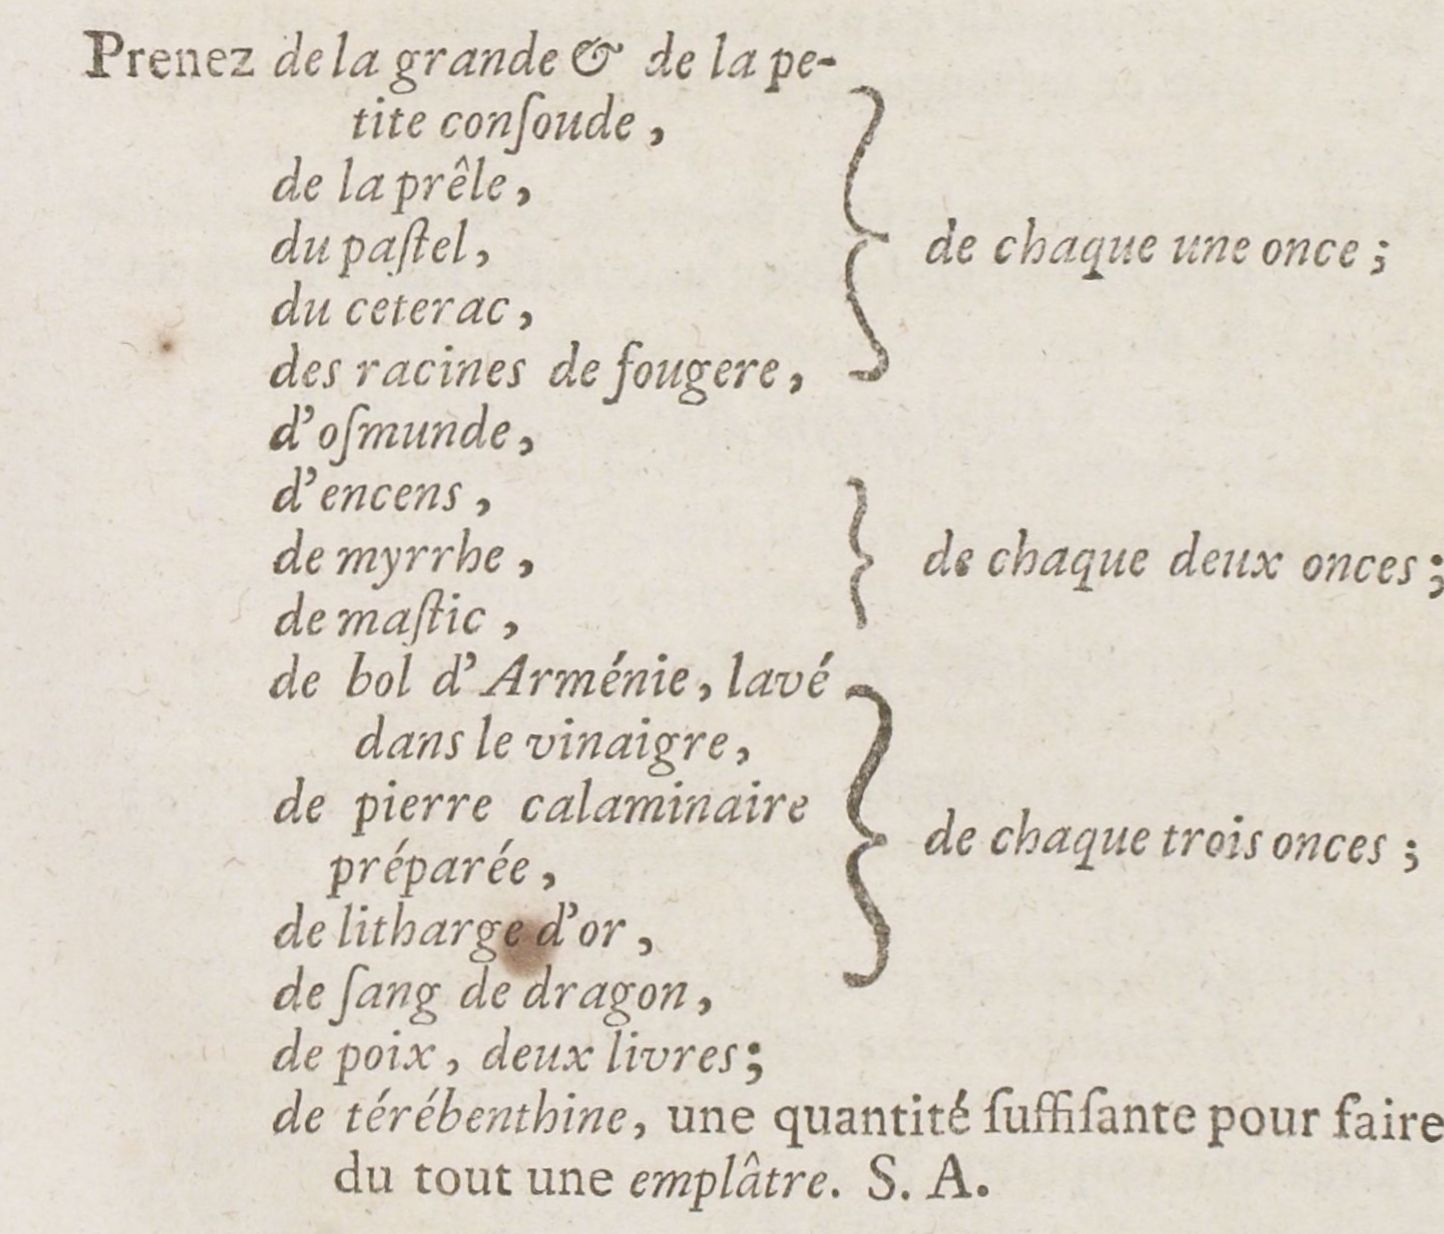 Prenez de la grande & de la pe-
tite conſoude,
de la prêle,
du paſtel,
de chaque une once;
du ceterac,
des racines de fougere,
d'oſmunde,
d'encens,
de myrrhe,
de chaque deux onces;
de maſtic,
de bol d'Arménie, lavé
dans le vinaigre,
de pierre calaminaire
préparée,
de chaque trois onces;
de litharge d'or,
de ſang de dragon,
de poix, deux livres;
de térébenthine, une quantité ſuffiſante pour faire
du tout une emplâtre. S. A.